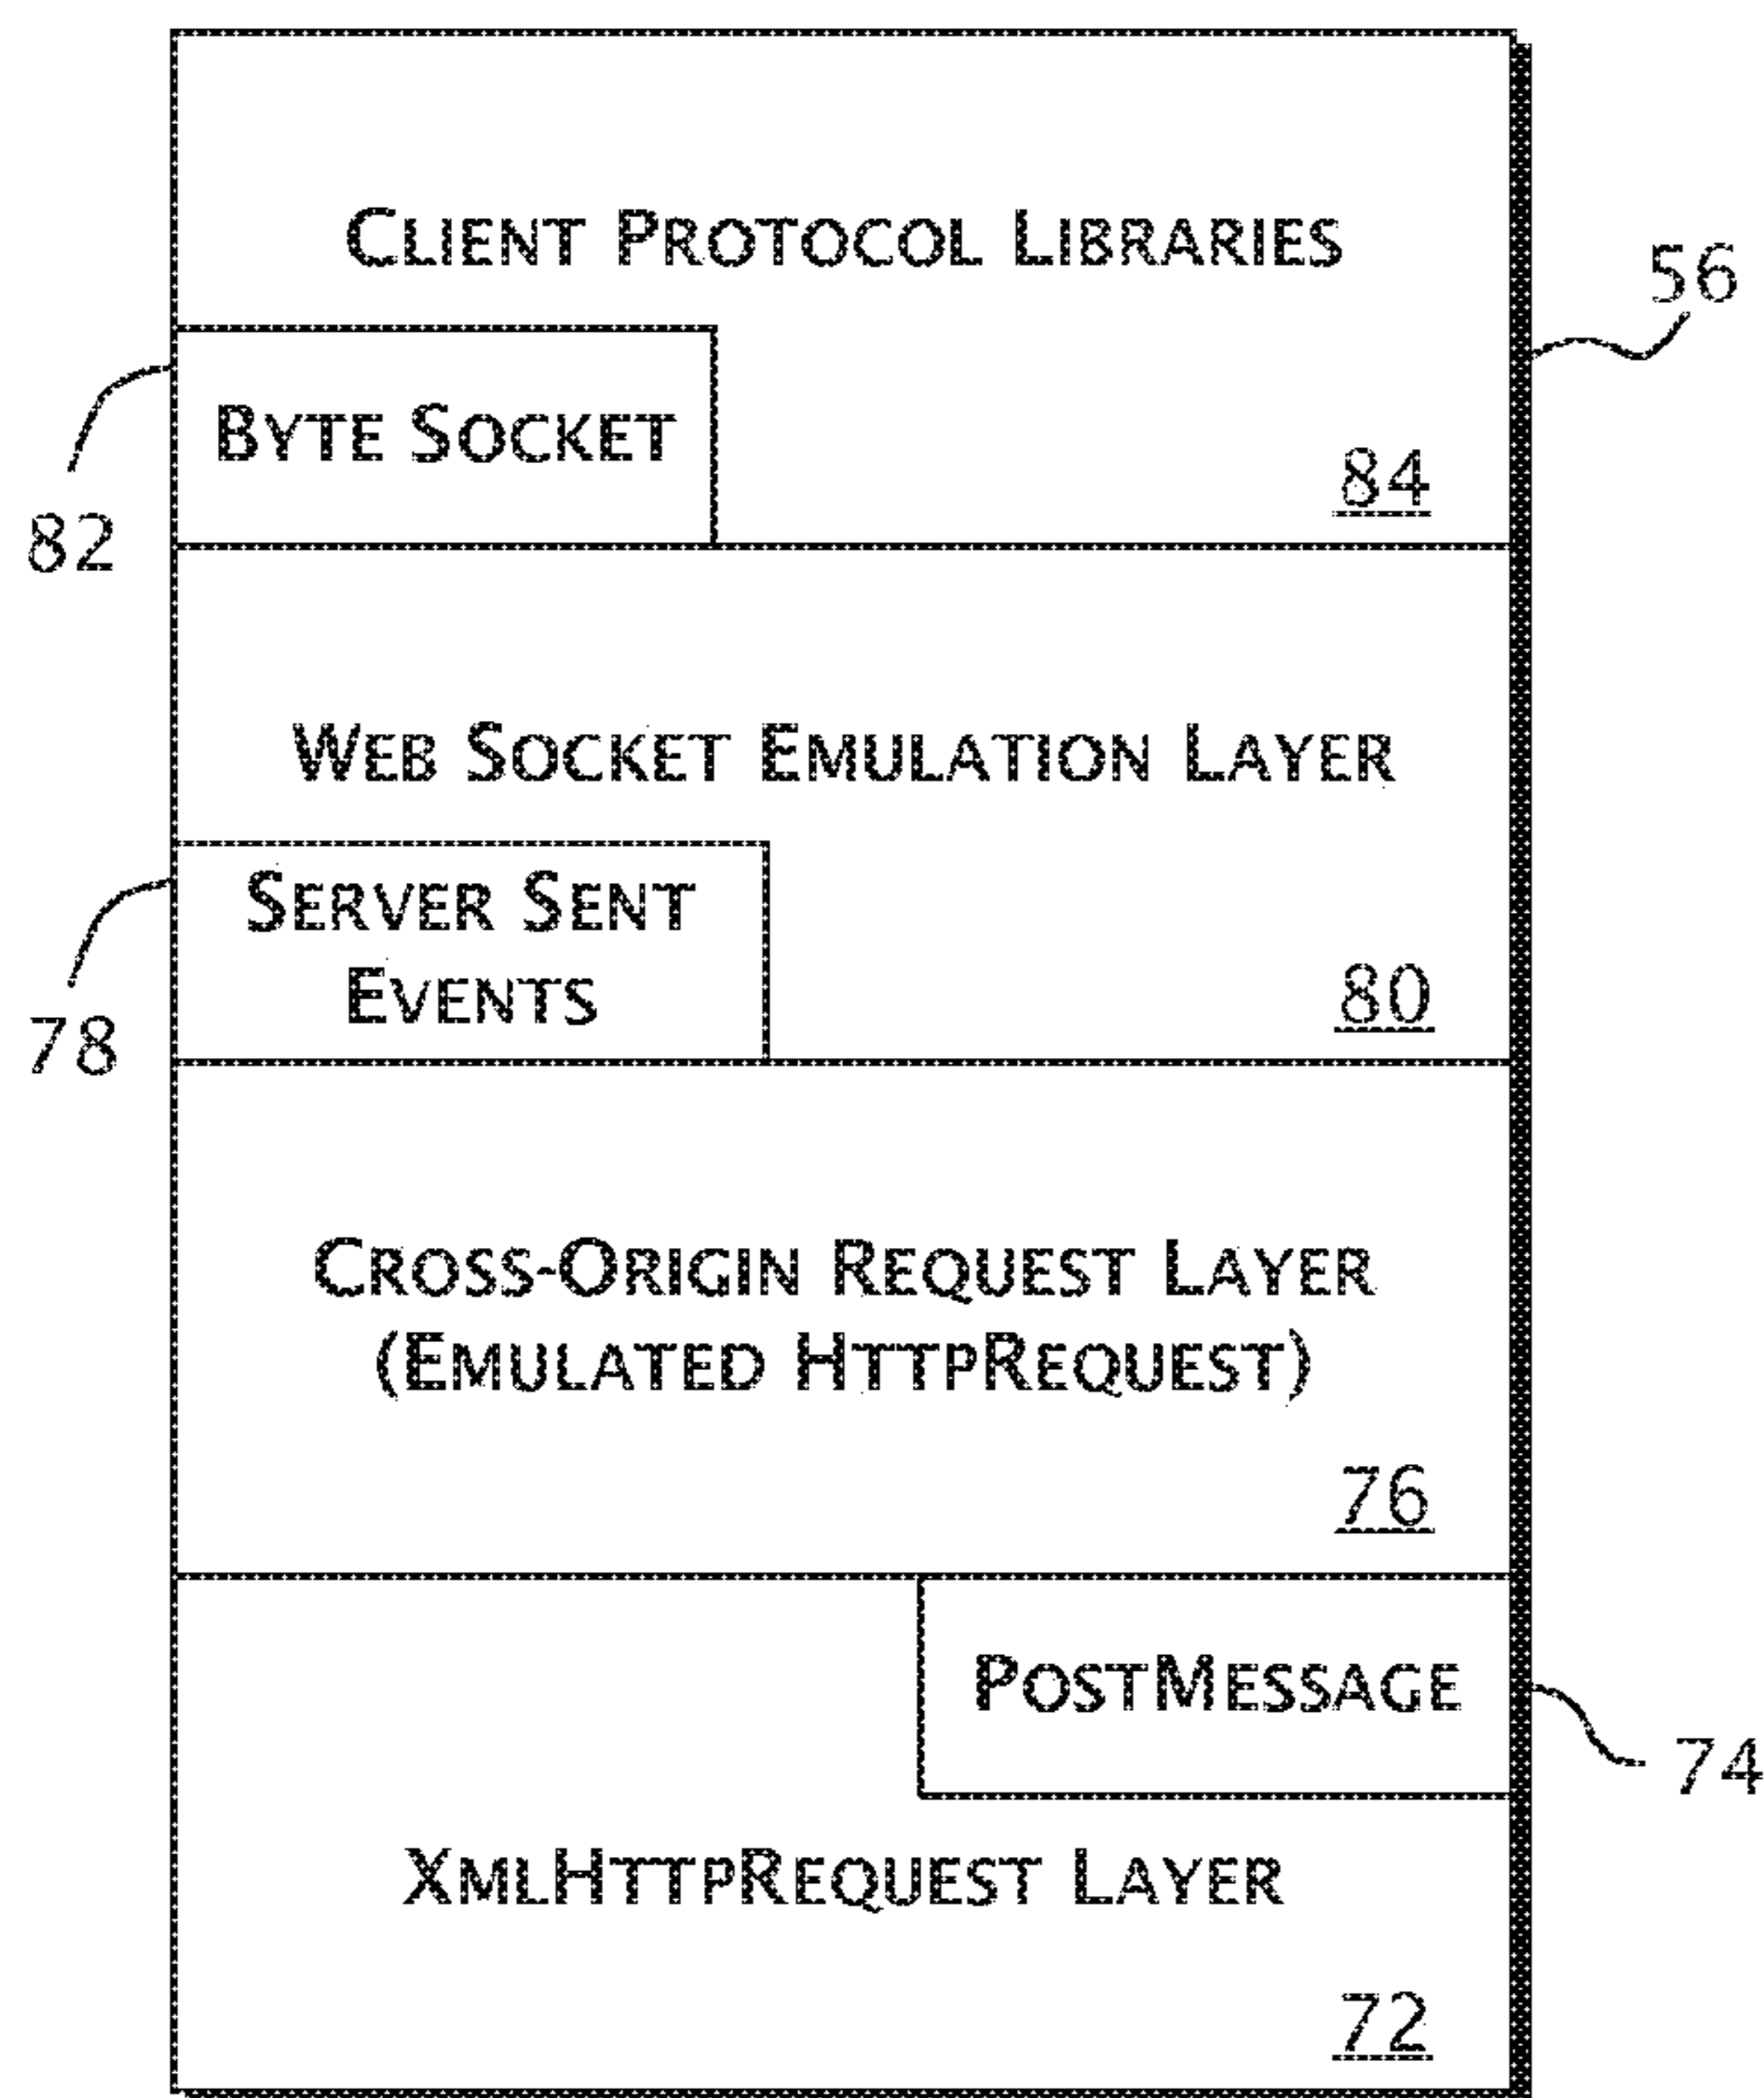 CLIENT PROTOCOL LIBRARIES
56
BYTE SOCKET
84
82
WEB SOCKET EMULATION LAYER
SERVER SENT
EVENTS
80
78
CROSS-ORIGIN REQUEST LAYER
(EMULATED HTTPREQUEST)
76
POSTMESSAGE
74
XMLHTTPREQUEST LAYER
72